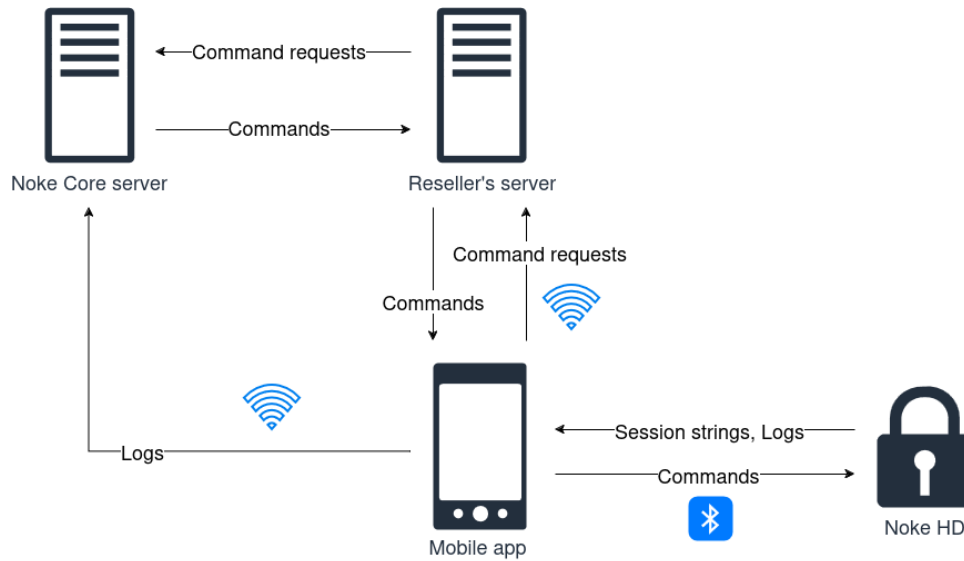 Command requests
Commands
Noke Core server
Reseller's server
Command requests
Commands
Logs
Session strings, Logs
Commands
Mobile app
Noke HD